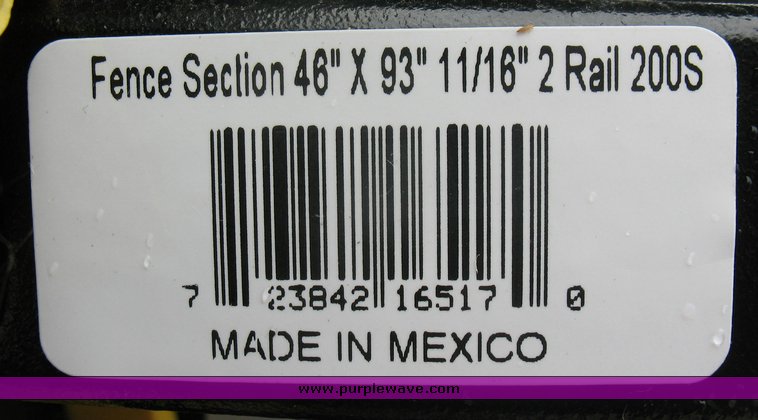 Fence Section 46" X 93" 11/16" 2 Rail 200S
7 23842 16517 0
MADE IN MEXICO
www.purplewave.com